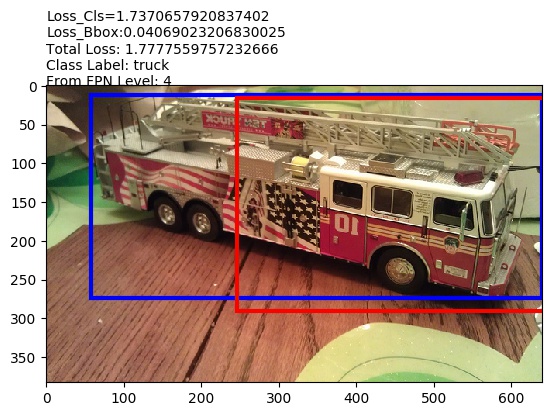 Loss_Cls=1.7370657920837402
Loss_Bbox:0.04069023206830025
Total Loss: 1.7777559757232666
Class Label: truck
From FPN Level: 4
0
50
100
150
200
250
300
350
01
0 100 200 300 400 500 600